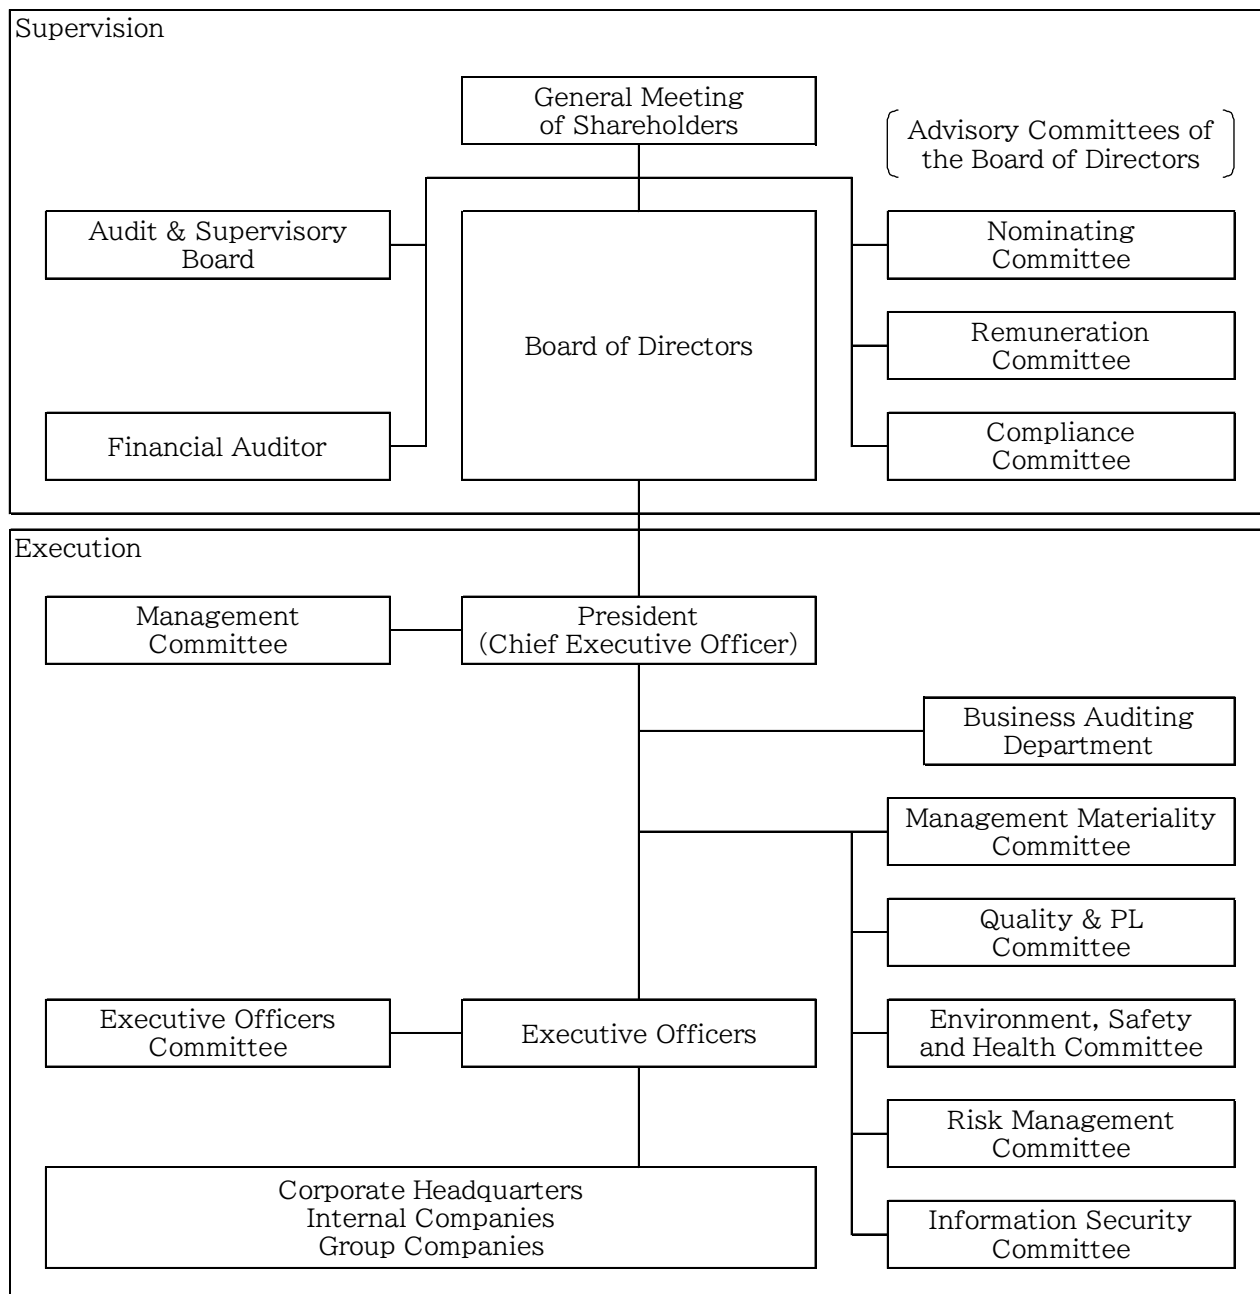 Supervision
General Meeting
of Shareholders
Advisory Committees of
the Board of Directors
Audit & Supervisory
Board
Nominating
Committee
Board of Directors
Remuneration
Committee
Financial Auditor
Compliance
Committee
Execution
Management
Committee
President
(Chief Executive Officer)
Business Auditing
Department
Management Materiality
Committee
Quality & PL
Committee
Executive Officers
Committee
Executive Officers
Environment, Safety
and Health Committee
Risk Management
Committee
Corporate Headquarters
Internal Companies
Group Companies
Information Security
Committee